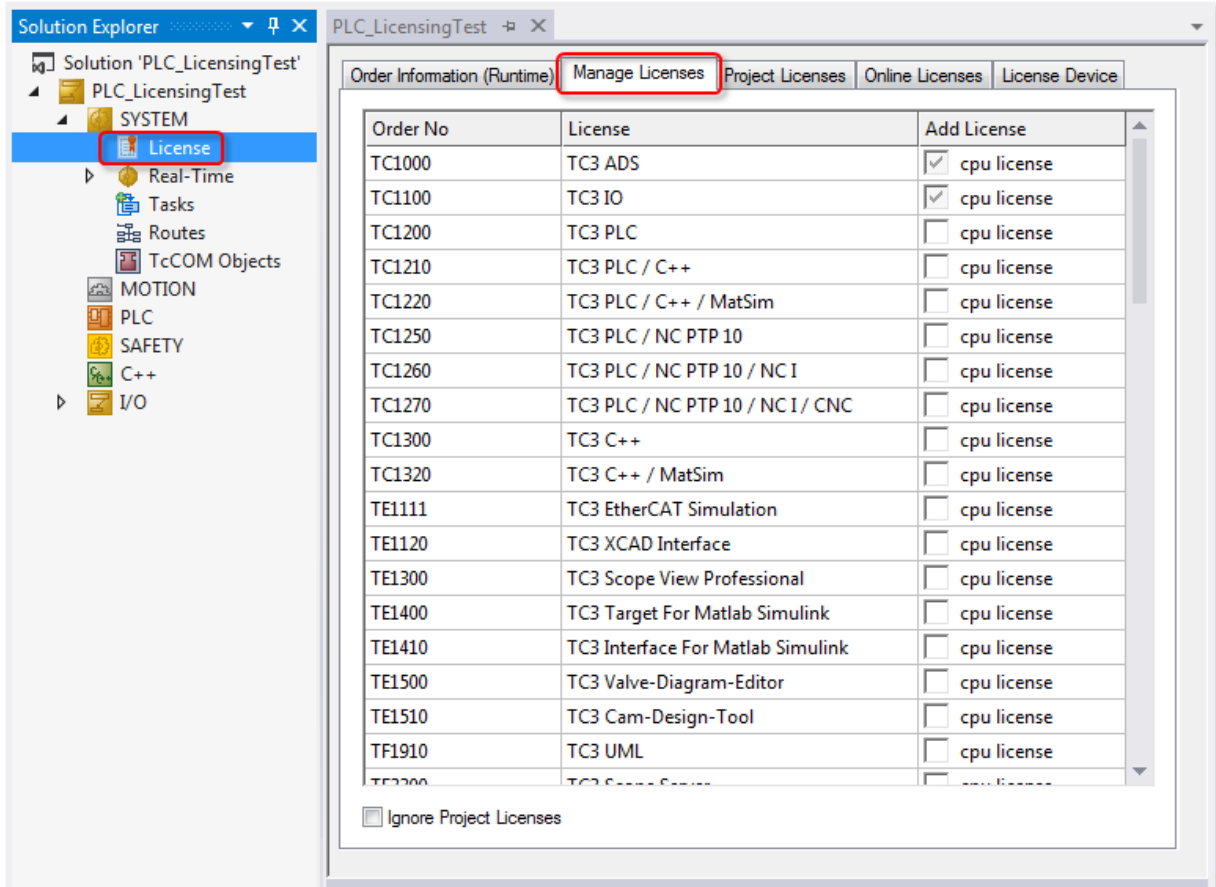 Solution Explorer
Solution 'PLC_LicensingTest'
PLC_LicensingTest
SYSTEM
License
Real-Time
Tasks
Routes
TcCOM Objects
MOTION
PLC
SAFETY
C++
I/O
PLC_LicensingTest
Order Information (Runtime) Manage Licenses Project Licenses Online Licenses License Device
Order No License Add License
TC1000 TC3 ADS cpu license
TC1100 TC3 IO cpu license
TC1200 TC3 PLC cpu license
TC1210 TC3 PLC / C++ cpu license
TC1220 TC3 PLC / C++ / MatSim cpu license
TC1250 TC3 PLC / NC PTP 10 cpu license
TC1260 TC3 PLC / NC PTP 10 / NC I cpu license
TC1270 TC3 PLC / NC PTP 10 / NC I / CNC cpu license
TC1300 TC3 C++ cpu license
TC1320 TC3 C++ / MatSim cpu license
TE1111 TC3 EtherCAT Simulation cpu license
TE1120 TC3 XCAD Interface cpu license
TE1300 TC3 Scope View Professional cpu license
TE1400 TC3 Target For Matlab Simulink cpu license
TE1410 TC3 Interface For Matlab Simulink cpu license
TE1500 TC3 Valve-Diagram-Editor cpu license
TE1510 TC3 Cam-Design-Tool cpu license
TF1910 TC3 UML cpu license
Ignore Project Licenses